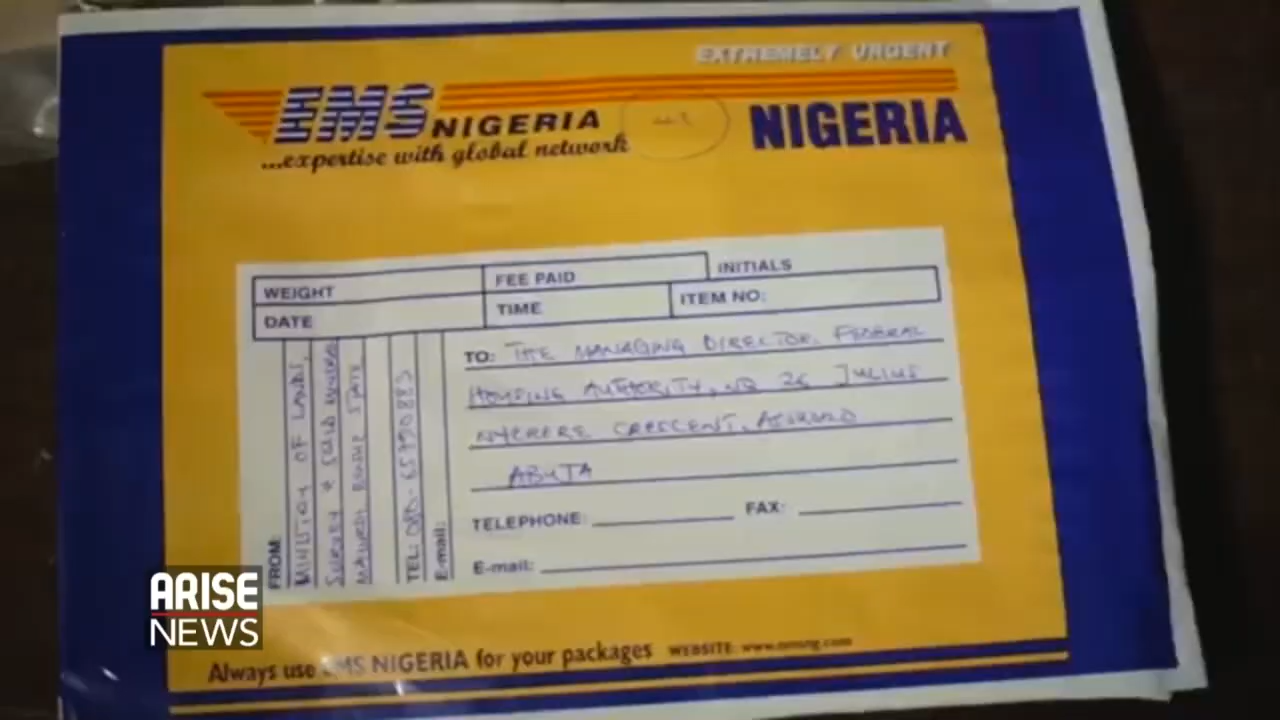 EXTREMELY URGENT
EMS NIGERIA
...expertise with global network
NIGERIA
WEIGHT
FEE PAID
INITIALS
DATE
TIME
ITEM NO:
TO: THE MANAGING DIRECTOR, FEDERAL
HOUSING AUTHORITY, NO 26 JULIUS
NYERERE CRESCENT, ASOKORO
ABUJA
TELEPHONE:
FAX:
E-mail:
FROM: MINISTRY OF LANDS,
SURVEY &
MAKURDI BENUE STATE
TEL:
E-mail:
Always use EMS NIGERIA for your packages WEBSITE:
ARISE
NEWS